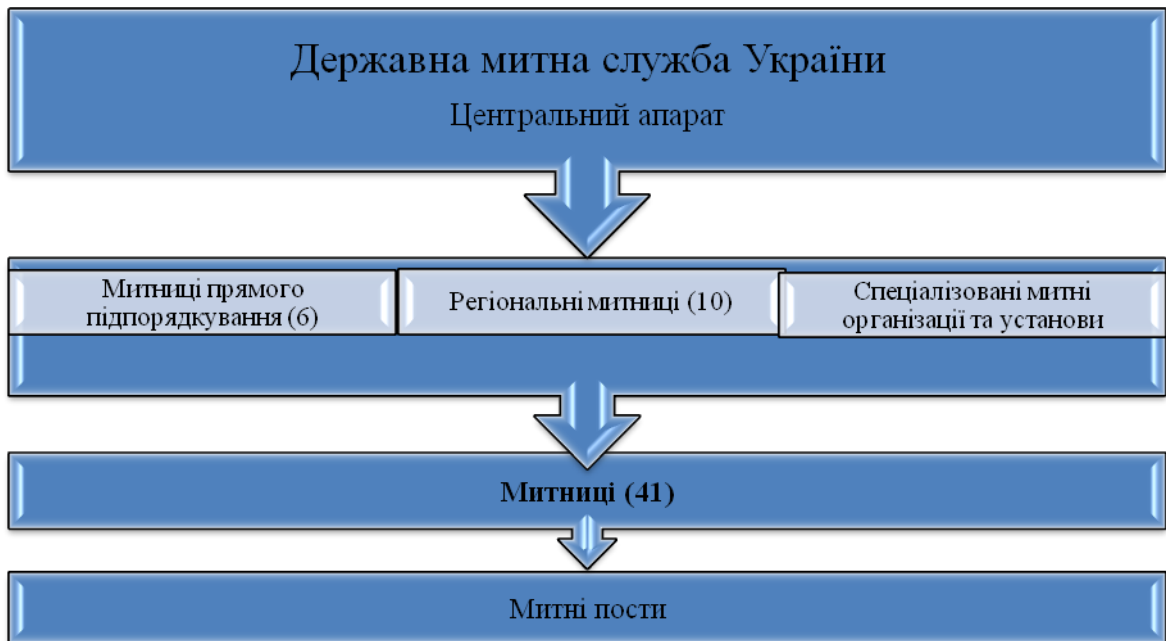 Державна митна служба України
Центральний апарат
Митниці прямого
підпорядкування (6)
Регіональні митниці (10)
Спеціалізовані митні
організації та установи
Митниці (41)
Митні пости